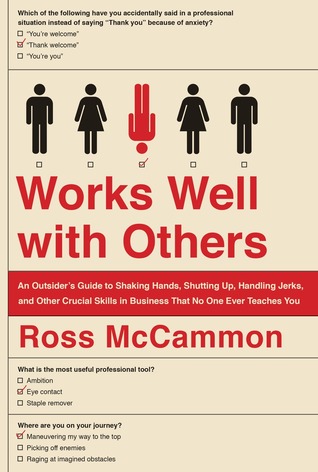 Which of the following have you accidentally said in a professional
situation instead of saying “Thank you” because of anxiety?
“You’re welcome”
“Thank welcome”
“You’re you”
Works Well
with Others
An Outsider’s Guide to Shaking Hands, Shutting Up, Handling Jerks,
and Other Crucial Skills in Business That No One Ever Teaches You
Ross McCammon
What is the most useful professional tool?
Ambition
Eye contact
Staple remover
Where are you on your journey?
Maneuvering my way to the top
Picking off enemies
Raging at imagined obstacles